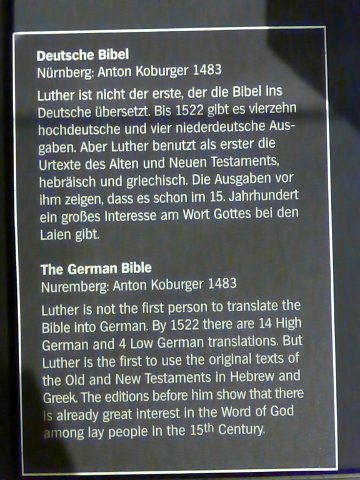 Deutsche Bibel
Nürnberg: Anton Koburger 1483
Luther ist nicht der erste, der die Bibel ins
Deutsche übersetzt. Bis 1522 gibt es vierzehn
hochdeutsche und vier niederdeutsche Aus-
gaben. Aber Luther benutzt als erster die
Urtexte des Alten und Neuen Testaments,
hebräisch und griechisch. Die Ausgaben vor
ihm zeigen, dass es schon im 15. Jahrhundert
ein großes Interesse am Wort Gottes bei den
Laien gibt.
The German Bible
Nuremberg: Anton Koburger 1483
Luther is not the first person to translate the
Bible into German. By 1522 there are 14 High
German and 4 Low German translations. But
Luther is the first to use the original texts of
the Old and New Testaments in Hebrew and
Greek. The editions before him show that there
is already great interest in the Word of God
among lay people in the 15th Century.